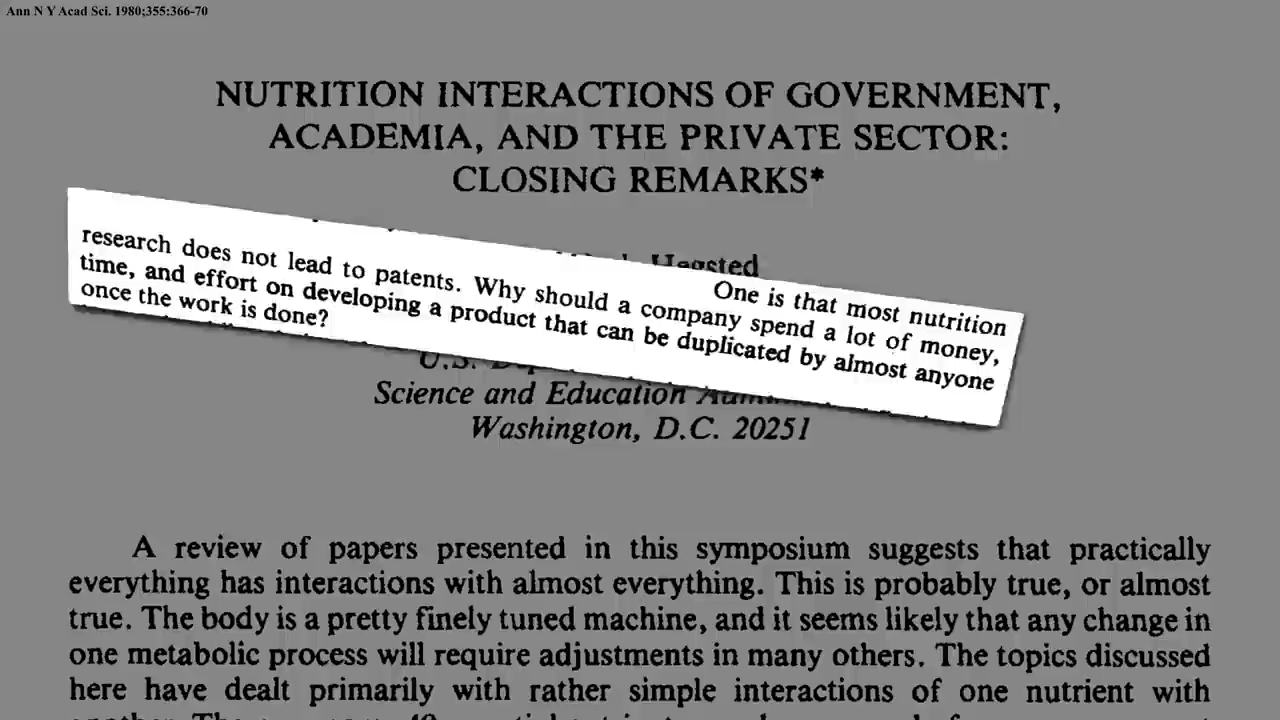 Ann N Y Acad Sci. 1980;355:366-70
NUTRITION INTERACTIONS OF GOVERNMENT,
ACADEMIA, AND THE PRIVATE SECTOR:
CLOSING REMARKS*
Hegsted
One is that most nutrition
research does not lead to patents. Why should a company spend a lot of money,
time, and effort on developing a product that can be duplicated by almost anyone
once the work is done?
U.S.
Science and Education
Washington, D.C. 20251
A review of papers presented in this symposium suggests that practically
everything has interactions with almost everything. This is probably true, or almost
true. The body is a pretty finely tuned machine, and it seems likely that any change in
one metabolic process will require adjustments in many others. The topics discussed
here have dealt primarily with rather simple interactions of one nutrient with